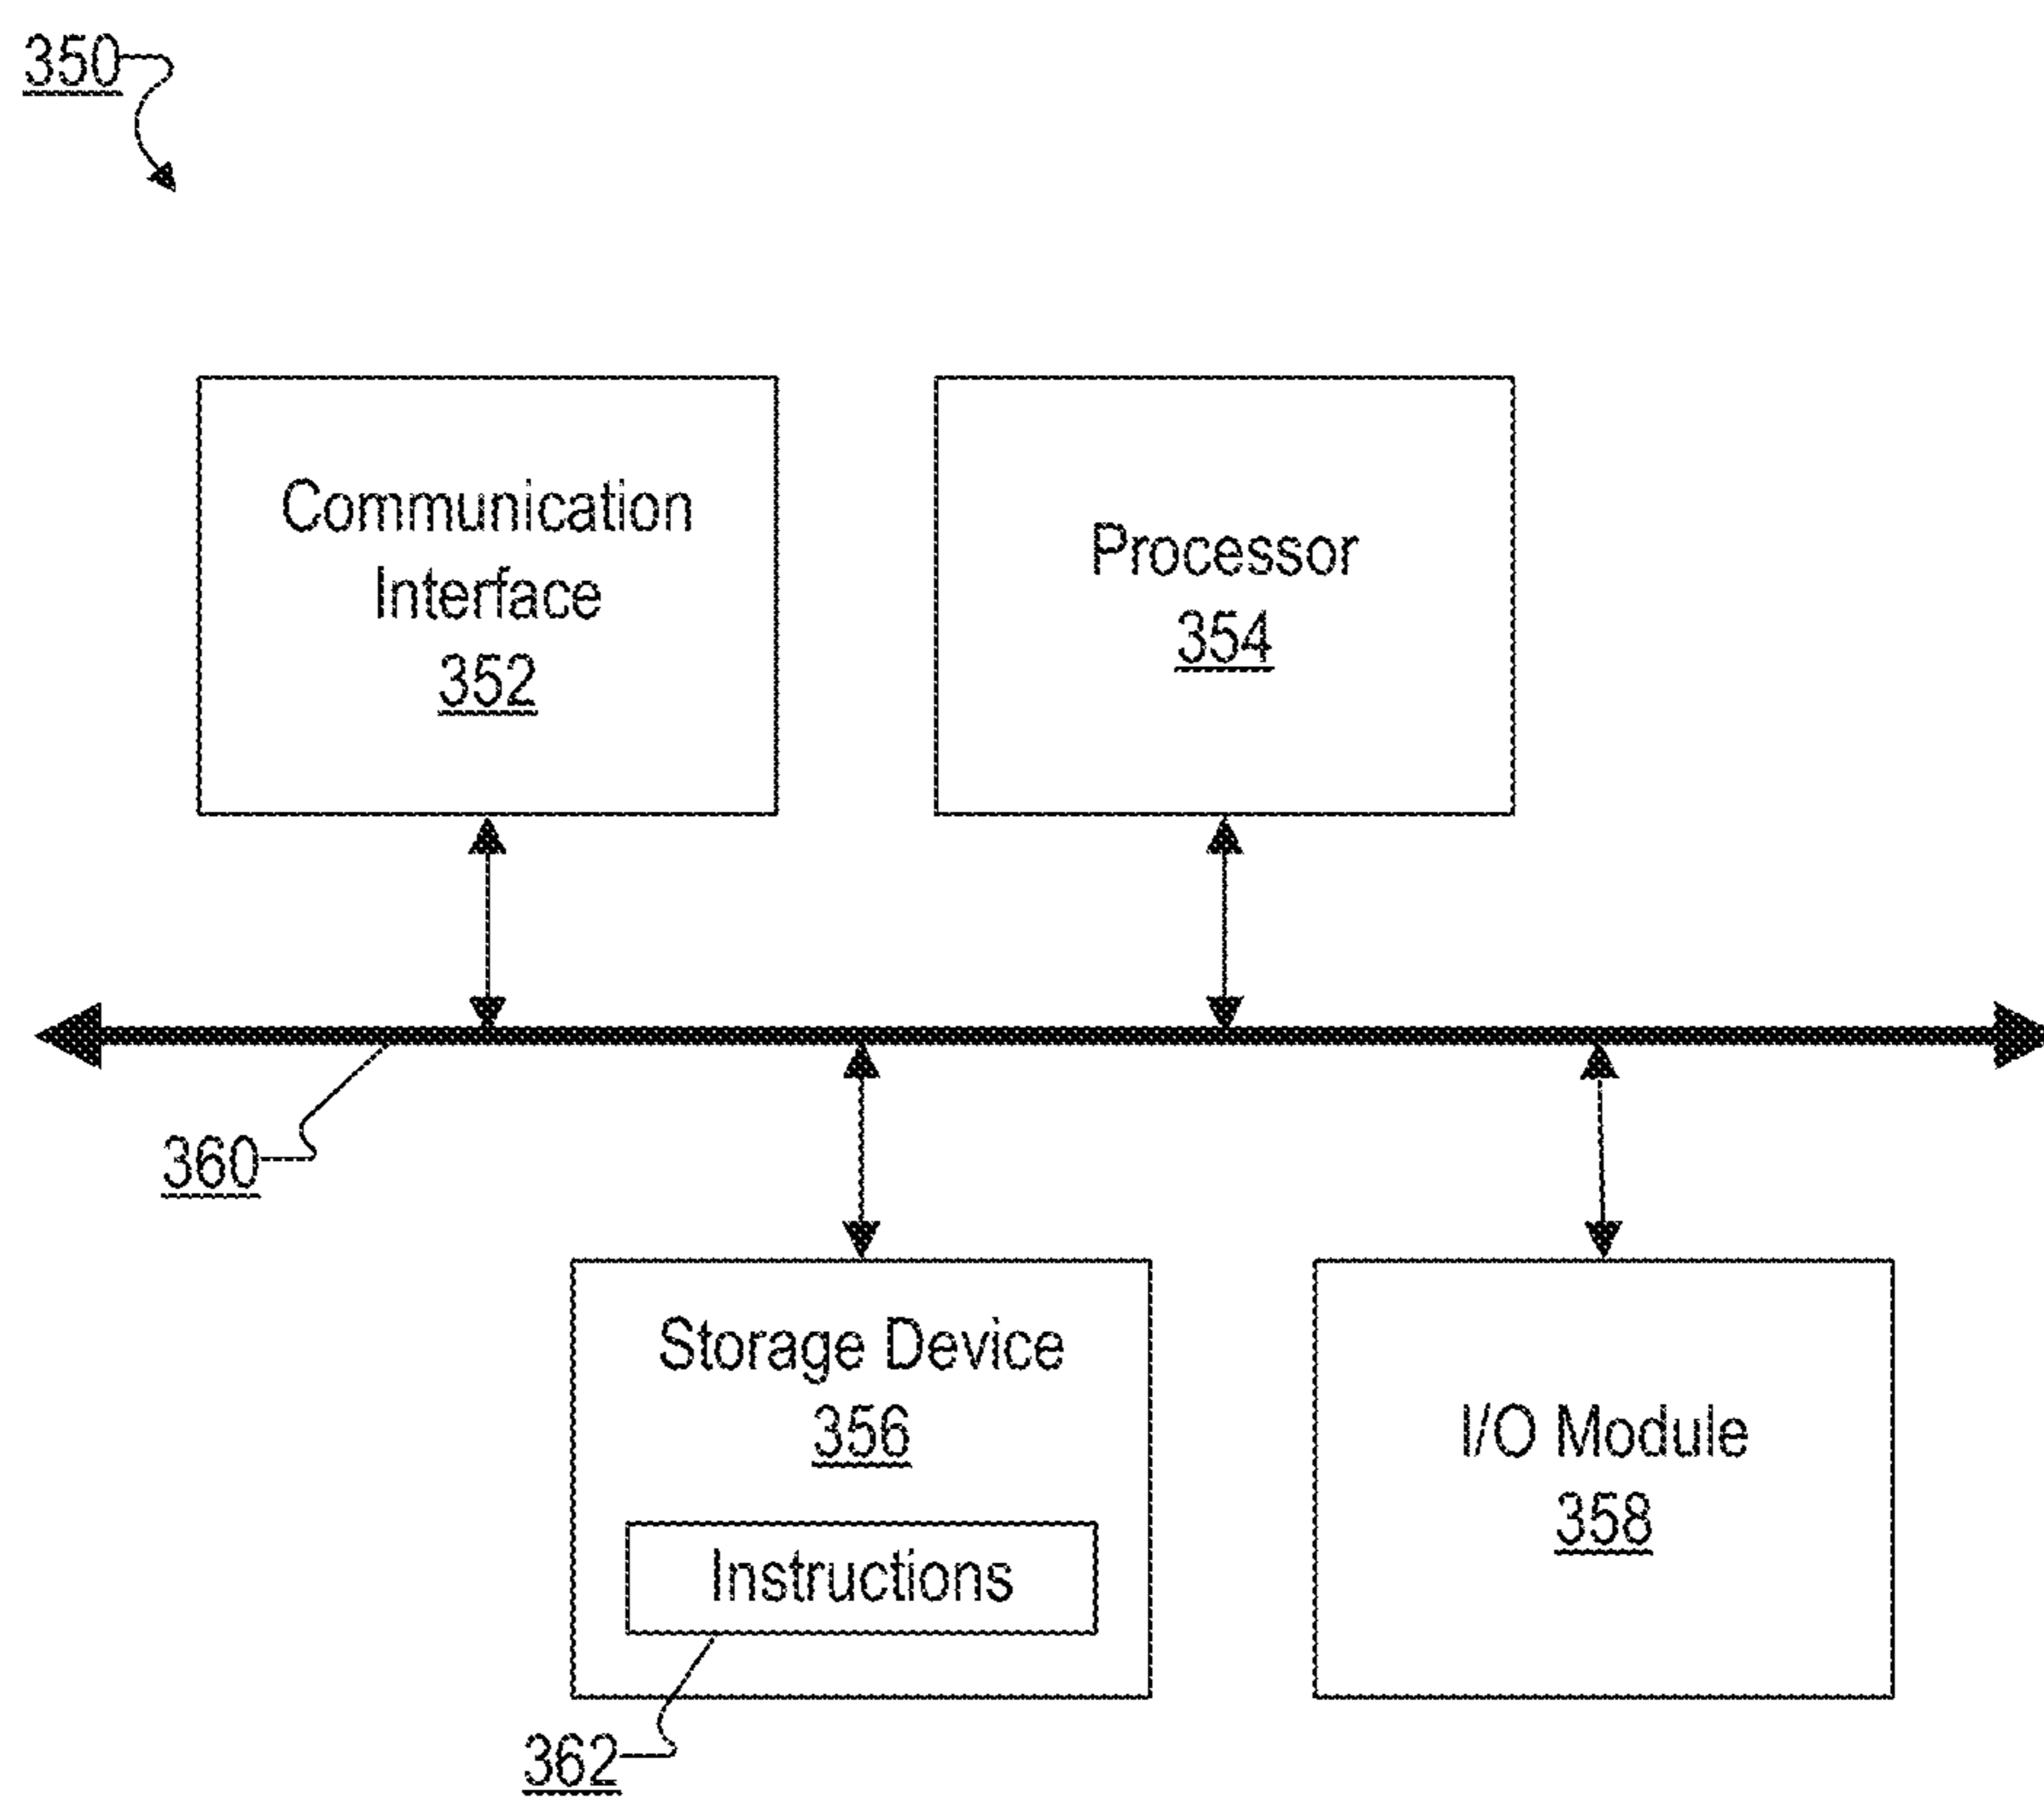 350
Communication
Interface
352
Processor
354
360
Storage Device
356
Instructions
362
I/O Module
358